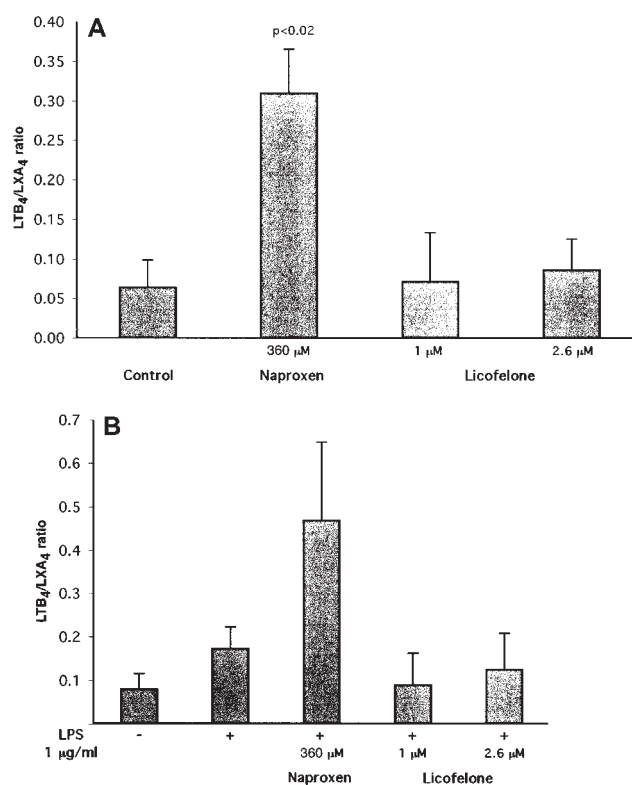 A
p<0.02
0.40
0.35
0.30
0.25
0.20
0.15
0.10
0.05
0.00
LTB4/LXA4 ratio
360 µM 1 µM 2.6 µM
Control Naproxen Licofelone
B
0.7
0.6
0.5
0.4
0.3
0.2
0.1
LTB4/LXA4 ratio
LPS - + + + +
1 µg/ml 360 µM 1 µM 2.6 µM
Naproxen Licofelone